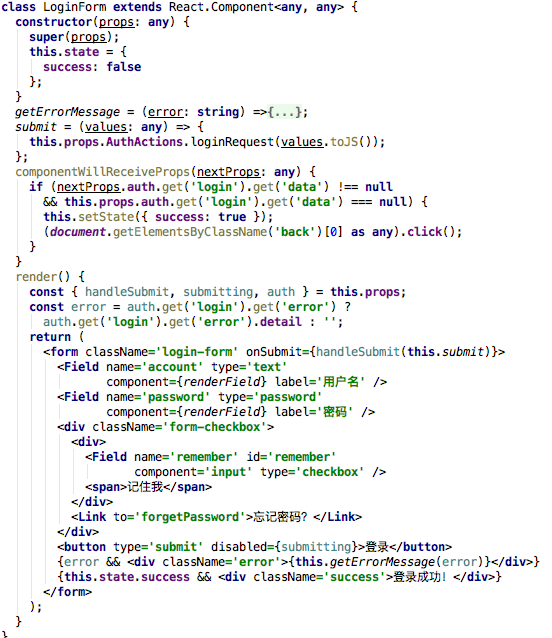 class LoginForm extends React.Component<any, any> {
  constructor(props: any) {
    super(props);
    this.state = {
      success: false
    };
  }
  getErrorMessage = (error: string) =>{...};
  submit = (values: any) => {
    this.props.AuthActions.loginRequest(values.toJS());
  };
  componentWillReceiveProps(nextProps: any) {
    if (nextProps.auth.get('login').get('data') !== null
      && this.props.auth.get('login').get('data') === null) {
      this.setState({ success: true });
      (document.getElementsByClassName('back')[0] as any).click();
    }
  }
  render() {
    const { handleSubmit, submitting, auth } = this.props;
    const error = auth.get('login').get('error') ?
      auth.get('login').get('error').detail : '';
    return (
      <form className='login-form' onSubmit={handleSubmit(this.submit)}>
        <Field name='account' type='text'
               component={renderField} label='用户名' />
        <Field name='password' type='password'
               component={renderField} label='密码' />
        <div className='form-checkbox'>
          <div>
            <Field name='remember' id='remember'
                   component='input' type='checkbox' />
            <span>记住我</span>
          </div>
          <Link to='forgetPassword'>忘记密码？</Link>
        </div>
        <button type='submit' disabled={submitting}>登录</button>
        {error && <div className='error'>{this.getErrorMessage(error)}</div>}
        {this.state.success && <div className='success'>登录成功！</div>}
      </form>
    );
  }
}